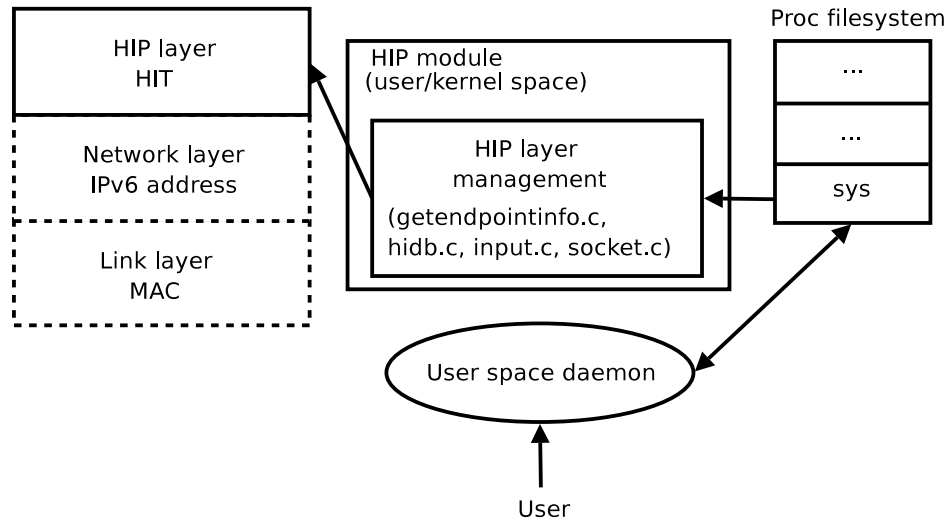 HIP layer
HIT
Network layer
IPv6 address
Link layer
MAC
HIP module
(user/kernel space)
HIP layer
management
(getendpointinfo.c,
hidb.c, input.c, socket.c)
Proc filesystem
...
...
sys
User space daemon
User